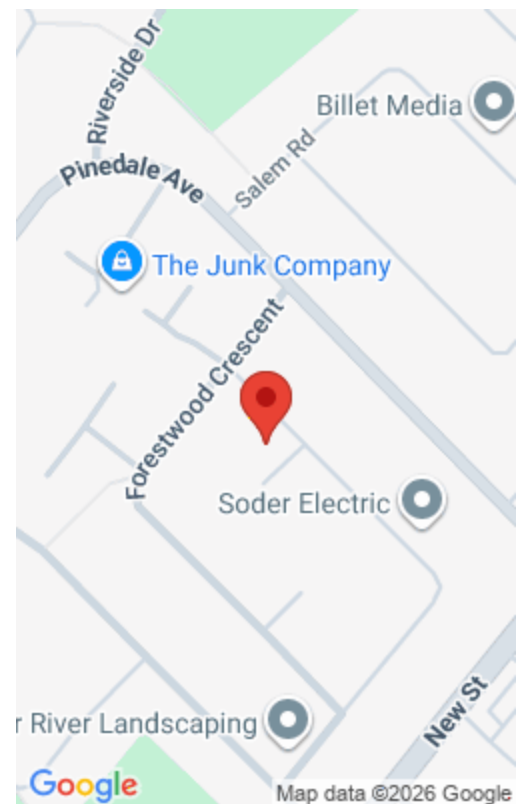 Riverside Dr
Billet Media
Pinedale Ave
Salem Rd
The Junk Company
Forestwood Crescent
Soder Electric
r River Landscaping
New St
Google
Map data ©2026 Google